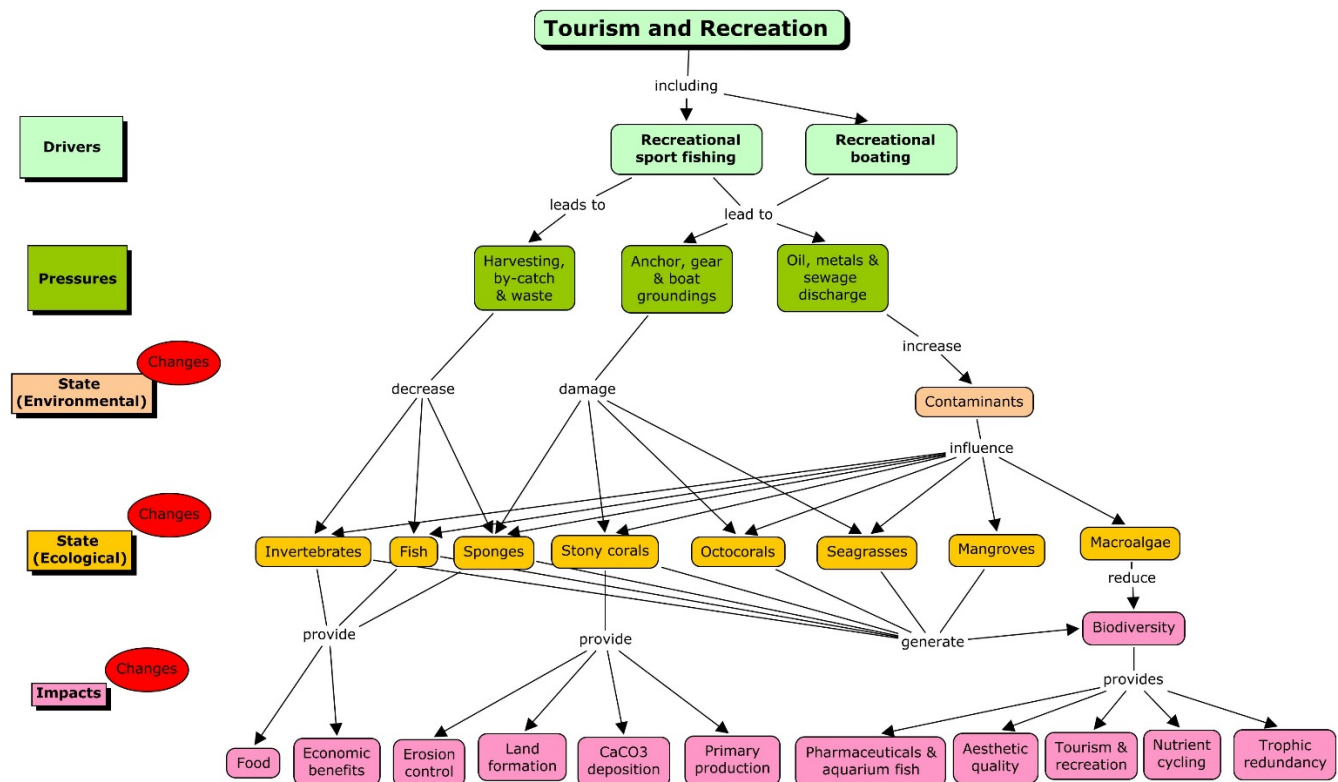 Tourism and Recreation
including
Drivers
Recreational
sport fishing
Recreational
boating
leads to
lead to
Pressures
Harvesting,
by-catch
& waste
Anchor, gear
& boat
groundings
Oil, metals &
sewage
discharge
Changes
increase
State
(Environmental)
decrease
damage
Contaminants
influence
Changes
State
(Ecological)
Invertebrates
Fish
Sponges
Stony corals
Octocorals
Seagrasses
Mangroves
Macroalgae
reduce
provide
provide
generate
Biodiversity
Changes
Impacts
provides
Food
Economic
benefits
Erosion
control
Land
formation
CaCO3
deposition
Primary
production
Pharmaceuticals &
aquarium fish
Aesthetic
quality
Tourism &
recreation
Nutrient
cycling
Trophic
redundancy